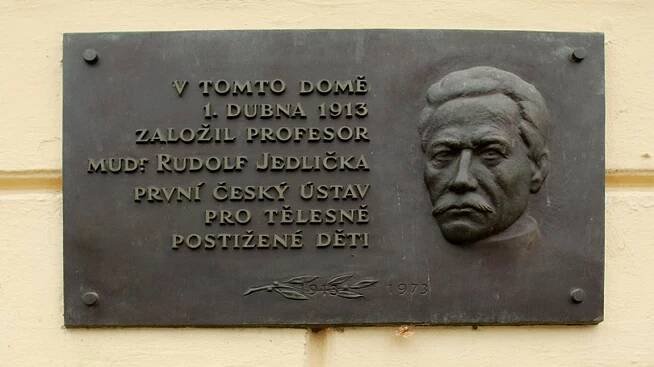 V TOMTO DOMĚ
1. DUBNA 1913
ZALOŽIL PROFESOR
MUDr RUDOLF JEDLIČKA
PRVNÍ ČESKÝ ÚSTAV
PRO TĚLESNĚ
POSTIŽENÉ DĚTI
1913 1973